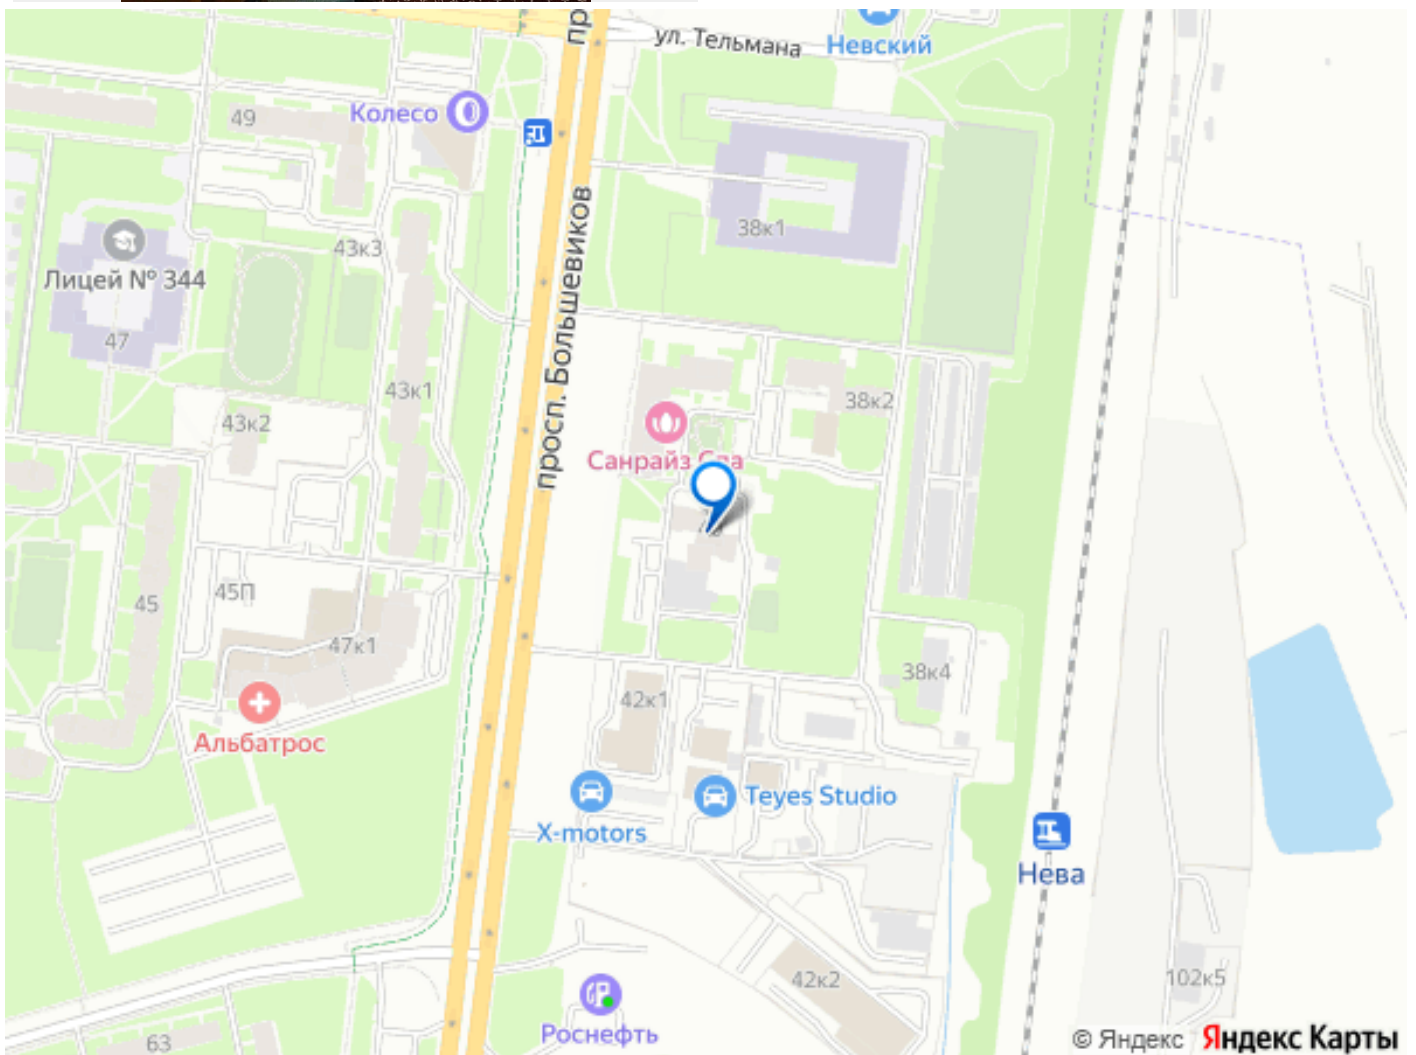 ул. Тельмана
Невский
49
Колесо
просп. Большевиков
38к1
43к3
Лицей № 344
47
43к1
38к2
43к2
Санрайз Спа
45
45П
47к1
38к4
42к1
Альбатрос
Teyes Studio
X-motors
Нева
42к2
102к5
Роснефть
63
© Яндекс Яндекс Карты